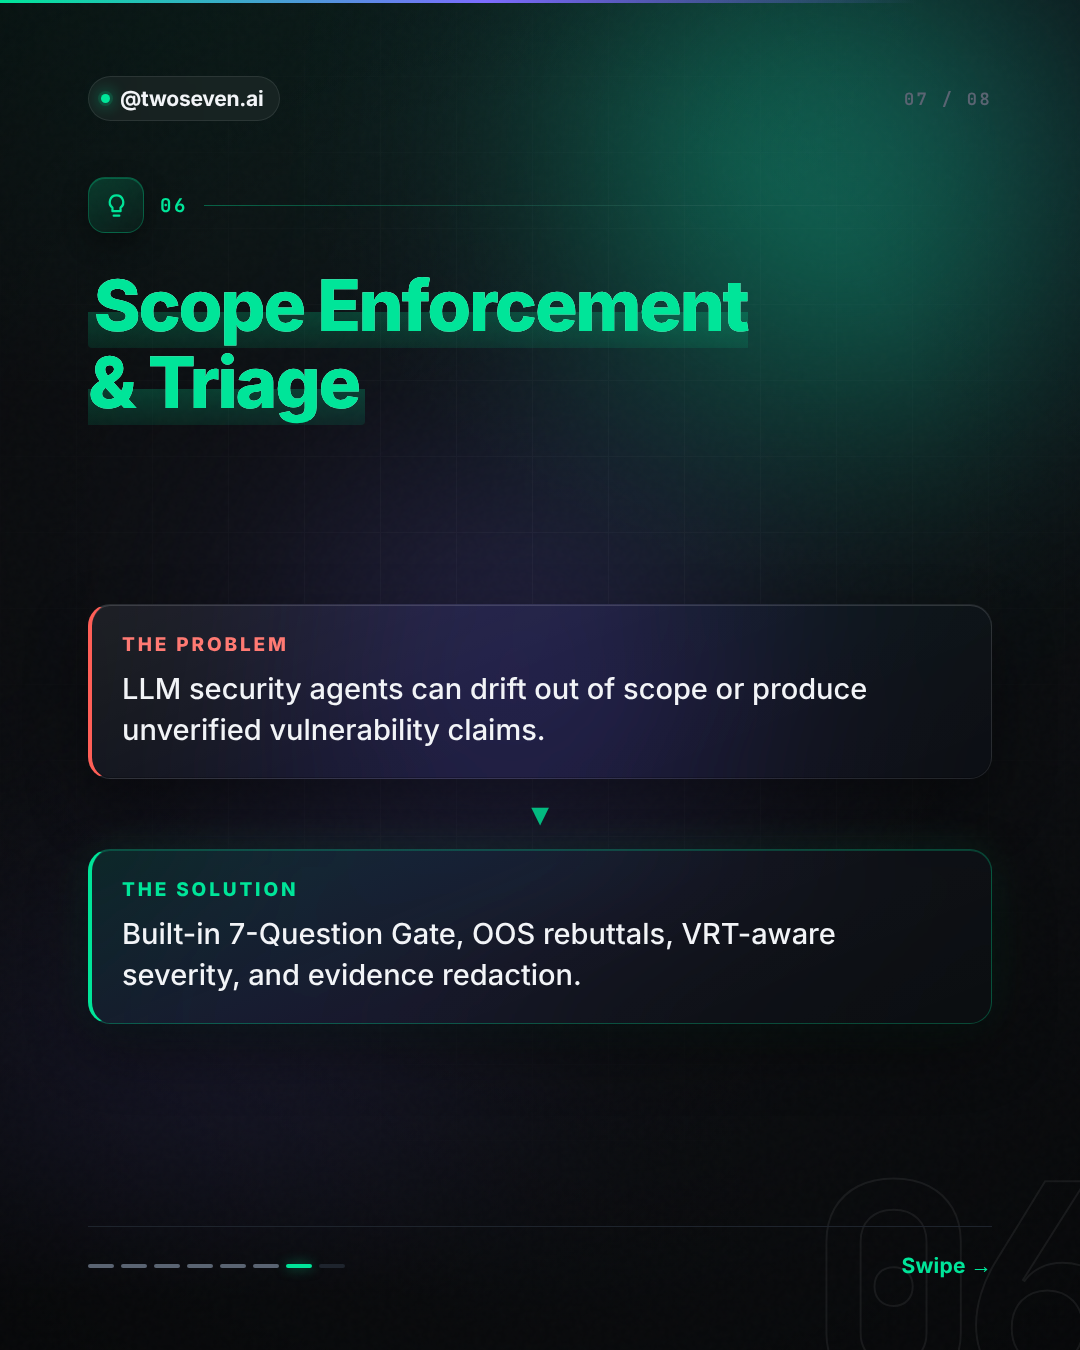 @twoseven.ai
07 / 08
06
Scope Enforcement
& Triage
THE PROBLEM
LLM security agents can drift out of scope or produce
unverified vulnerability claims.
▼
THE SOLUTION
Built-in 7-Question Gate, OOS rebuttals, VRT-aware
severity, and evidence redaction.
Swipe →
06